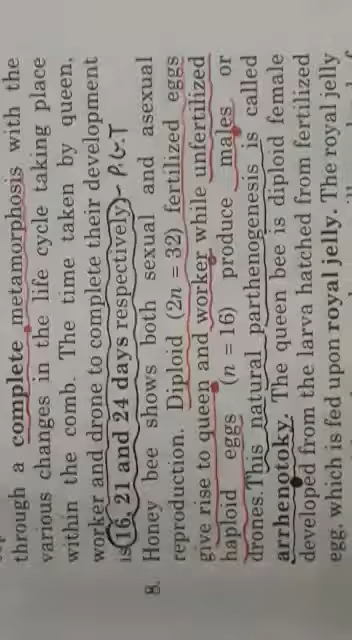 through a complete metamorphosis with the
various changes in the life cycle taking place
within the comb. The time taken by queen,
worker and drone to complete their development
is 16, 21 and 24 days respectively - P.G.T
8. Honey bee shows both sexual and asexual
reproduction. Diploid (2n = 32) fertilized eggs
give rise to queen and worker while unfertilized
haploid eggs (n = 16) produce males or
drones. This natural parthenogenesis is called
arrhenotoky. The queen bee is diploid female
developed from the larva hatched from fertilized
egg, which is fed upon royal jelly. The royal jelly